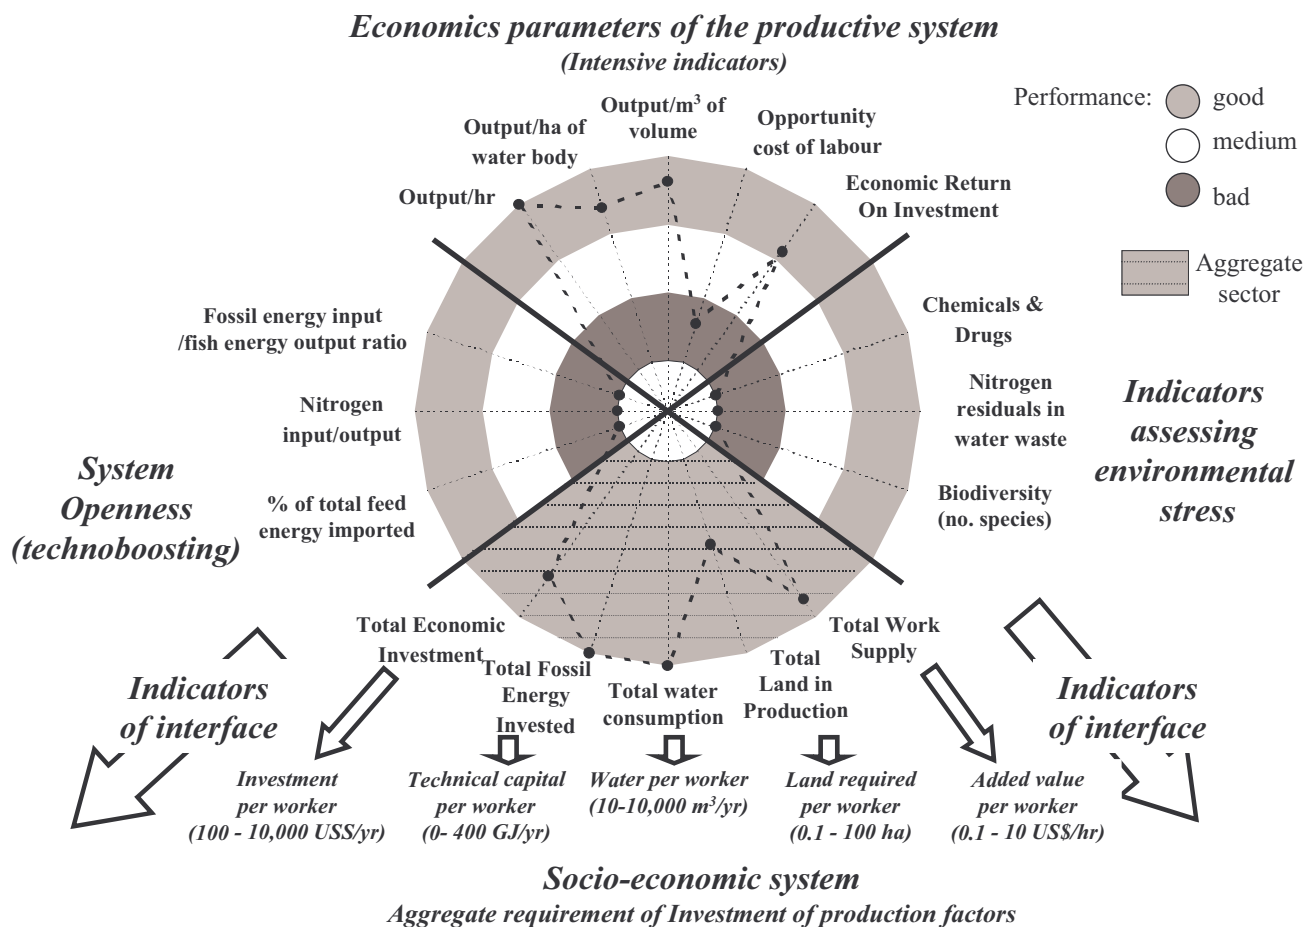 Economics parameters of the productive system
(Intensive indicators)
Performance:
good
medium
bad
Aggregate
sector
Output/m³ of
volume
Opportunity
cost of labour
Output/ha of
water body
Output/hr
Economic Return
On Investment
Fossil energy input
/fish energy output ratio
Chemicals &
Drugs
Nitrogen
input/output
Nitrogen
residuals in
water waste
Indicators
assessing
environmental
stress
System
Openness
(technoboosting)
% of total feed
energy imported
Biodiversity
(no. species)
Total Economic
Investment
Total Fossil
Energy
Invested
Total water
consumption
Total
Land in
Production
Total Work
Supply
Indicators
of interface
Indicators
of interface
Investment
per worker
(100 - 10,000 USS/yr)
Technical capital
per worker
(0- 400 GJ/yr)
Water per worker
(10-10,000 m³/yr)
Land required
per worker
(0.1 - 100 ha)
Added value
per worker
(0.1 - 10 US$/hr)
Socio-economic system
Aggregate requirement of Investment of production factors